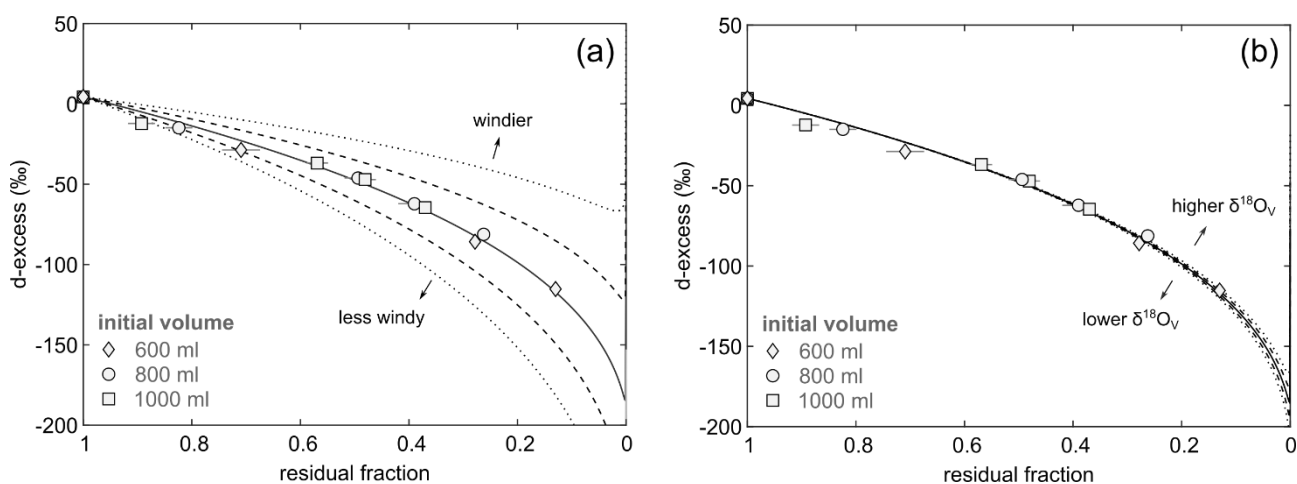 (a)
50
0
-50
-100
-150
-200
d-excess (‰)
windier
less windy
initial volume
600 ml
800 ml
1000 ml
1 0.8 0.6 0.4 0.2 0
residual fraction
(b)
50
0
-50
-100
-150
-200
d-excess (‰)
higher δ¹⁸Oᵥ
lower δ¹⁸Oᵥ
initial volume
600 ml
800 ml
1000 ml
1 0.8 0.6 0.4 0.2 0
residual fraction